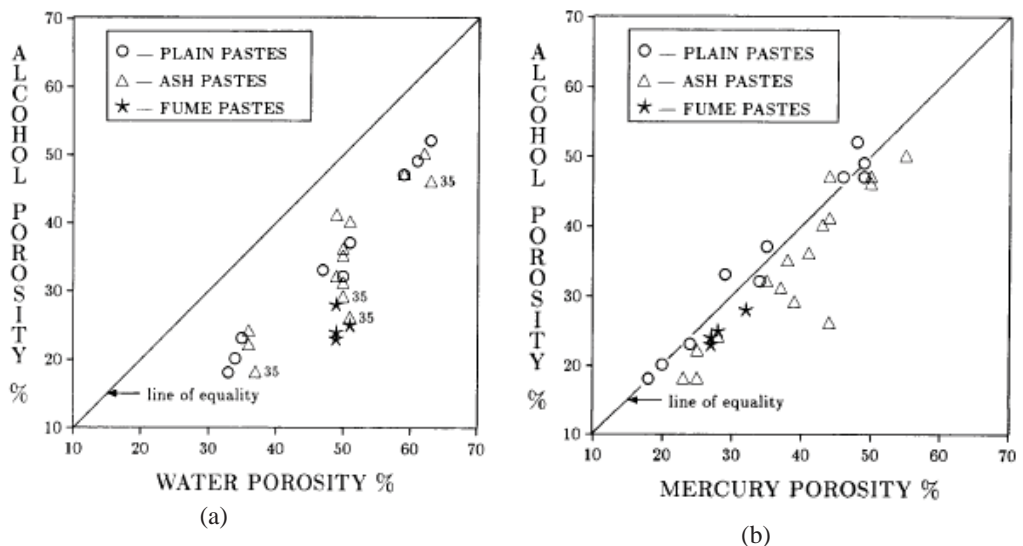 ALCOHOL POROSITY %
70
60
50
40
30
20
10
○ — PLAIN PASTES
△ — ASH PASTES
★ — FUME PASTES
35
35
35
35
line of equality
10 20 30 40 50 60 70
WATER POROSITY %
(a)
ALCOHOL POROSITY %
70
60
50
40
30
20
10
○ — PLAIN PASTES
△ — ASH PASTES
★ — FUME PASTES
line of equality
10 20 30 40 50 60 70
MERCURY POROSITY %
(b)